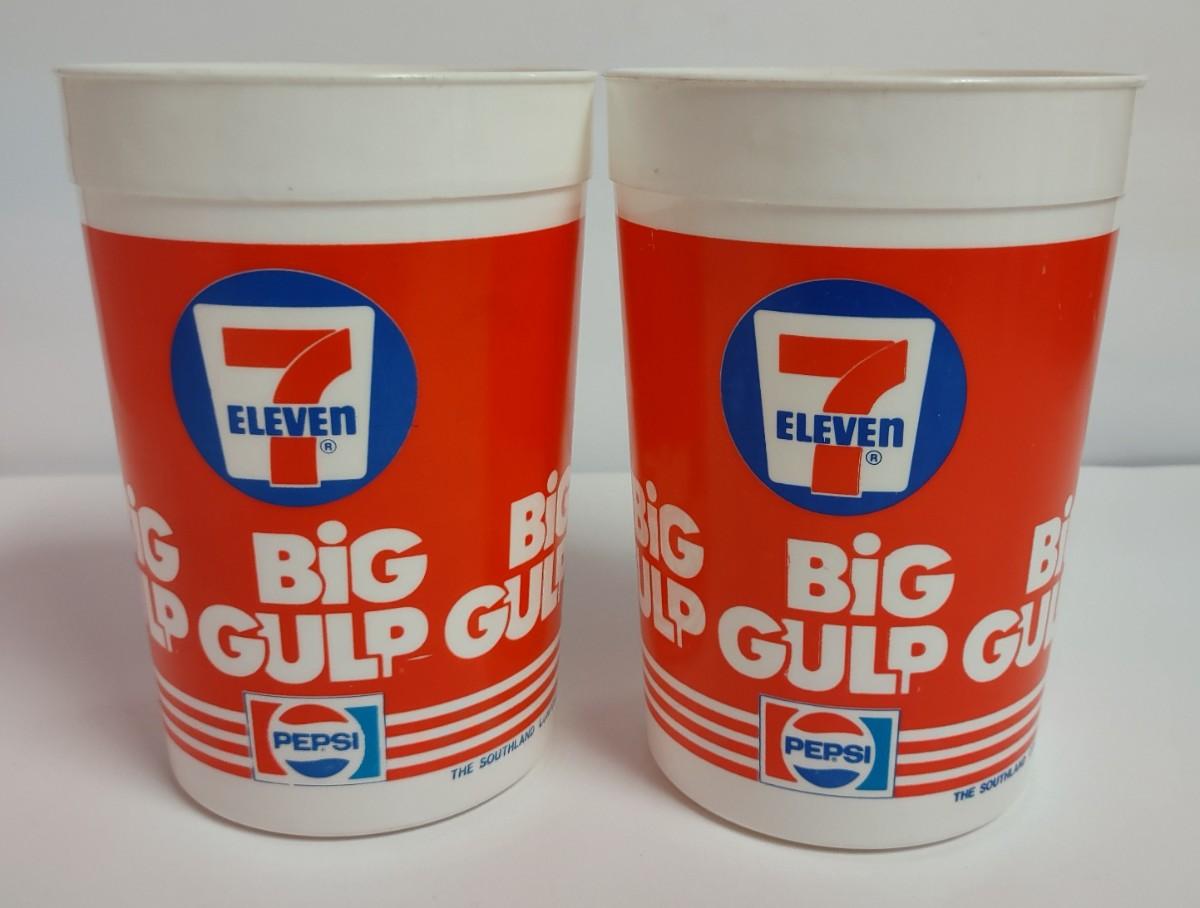 7
ELEVEn
®
BiG
GULP
PEPSI
THE SOUTHLAND
7
ELEVEn
®
BiG
GULP
PEPSI
THE SOUTHLAND